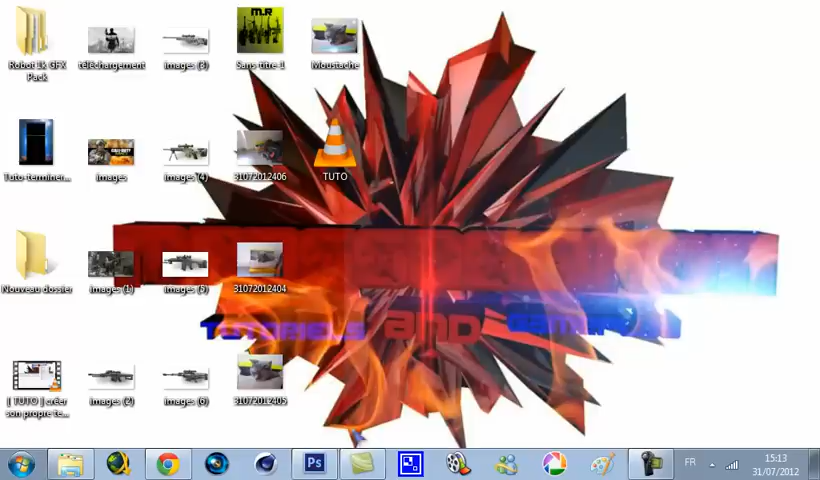 Robot 1k GFX
Pack
téléchargement
images (3)
Sans titre-1
Moustache
M.R
Tuto-terminer...
images
images (4)
31072012406
TUTO
Nouveau dossier
images (1)
images (5)
31072012404
TUTORIELS AND
[ TUTO ] créer
son propre te...
images (2)
images (6)
31072012405
Ps
FR
15:13
31/07/2012